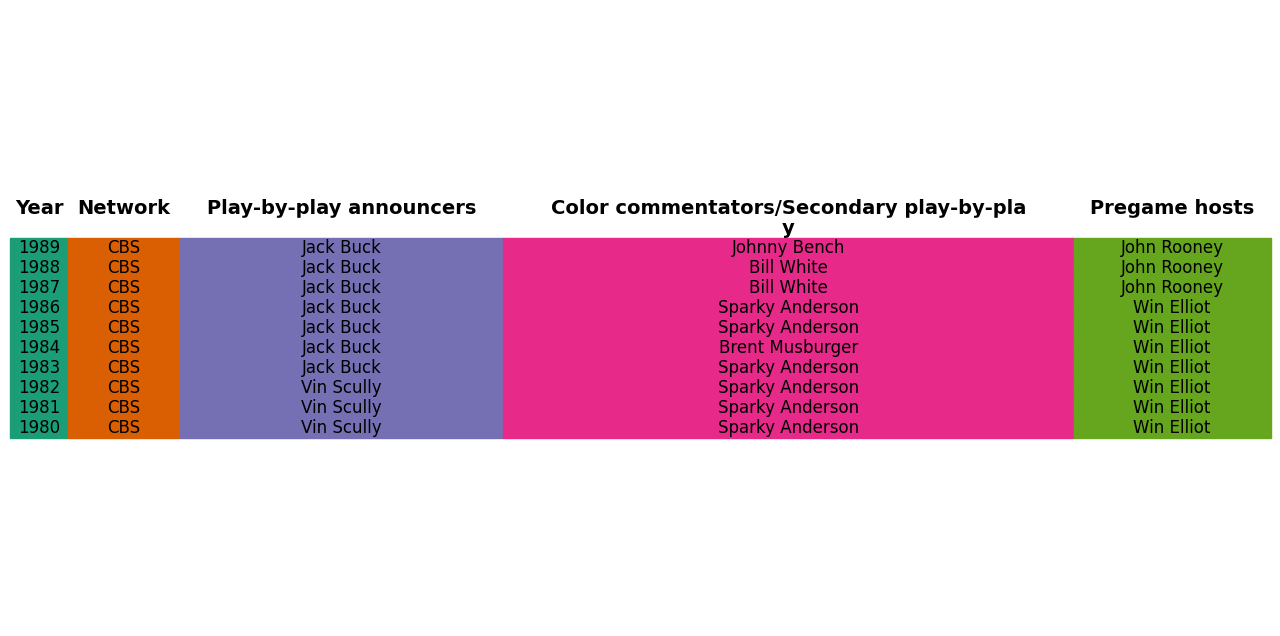 Year Network Play-by-play announcers Color commentators/Secondary play-by-pla Pregame hosts
y
1989 CBS Jack Buck Johnny Bench John Rooney
1988 CBS Jack Buck Bill White John Rooney
1987 CBS Jack Buck Bill White John Rooney
1986 CBS Jack Buck Sparky Anderson Win Elliot
1985 CBS Jack Buck Sparky Anderson Win Elliot
1984 CBS Jack Buck Brent Musburger Win Elliot
1983 CBS Jack Buck Sparky Anderson Win Elliot
1982 CBS Vin Scully Sparky Anderson Win Elliot
1981 CBS Vin Scully Sparky Anderson Win Elliot
1980 CBS Vin Scully Sparky Anderson Win Elliot